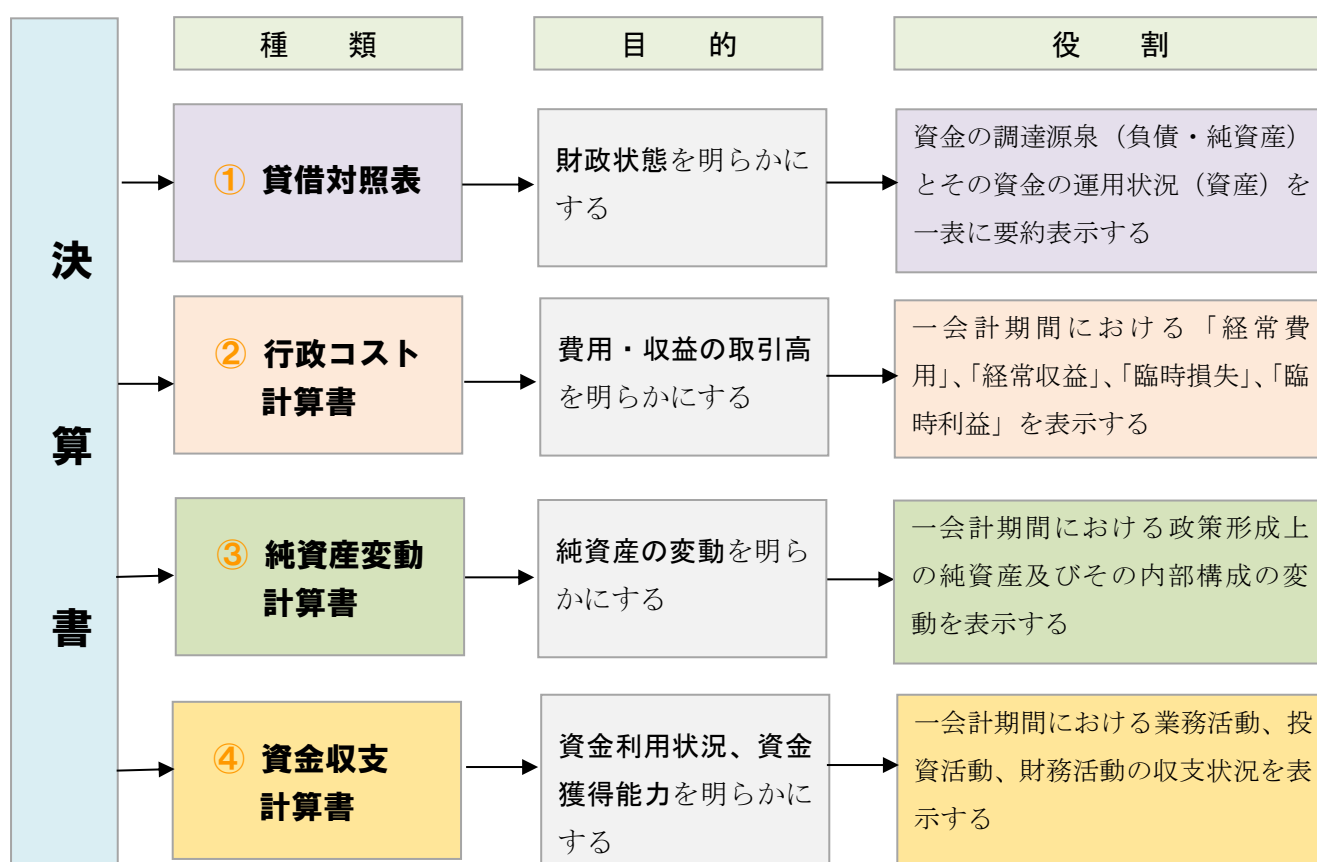 決
算
書
種　類
目　的
役　割
① 貸借対照表
財政状態を明らかに
する
資金の調達源泉（負債・純資産）
とその資金の運用状況（資産）を
一表に要約表示する
② 行政コスト
計算書
費用・収益の取引高
を明らかにする
一会計期間における「経常費
用」、「経常収益」、「臨時損失」、「臨
時利益」を表示する
③ 純資産変動
計算書
純資産の変動を明ら
かにする
一会計期間における政策形成上
の純資産及びその内部構成の変
動を表示する
④ 資金収支
計算書
資金利用状況、資金
獲得能力を明らかに
する
一会計期間における業務活動、投
資活動、財務活動の収支状況を表
示する